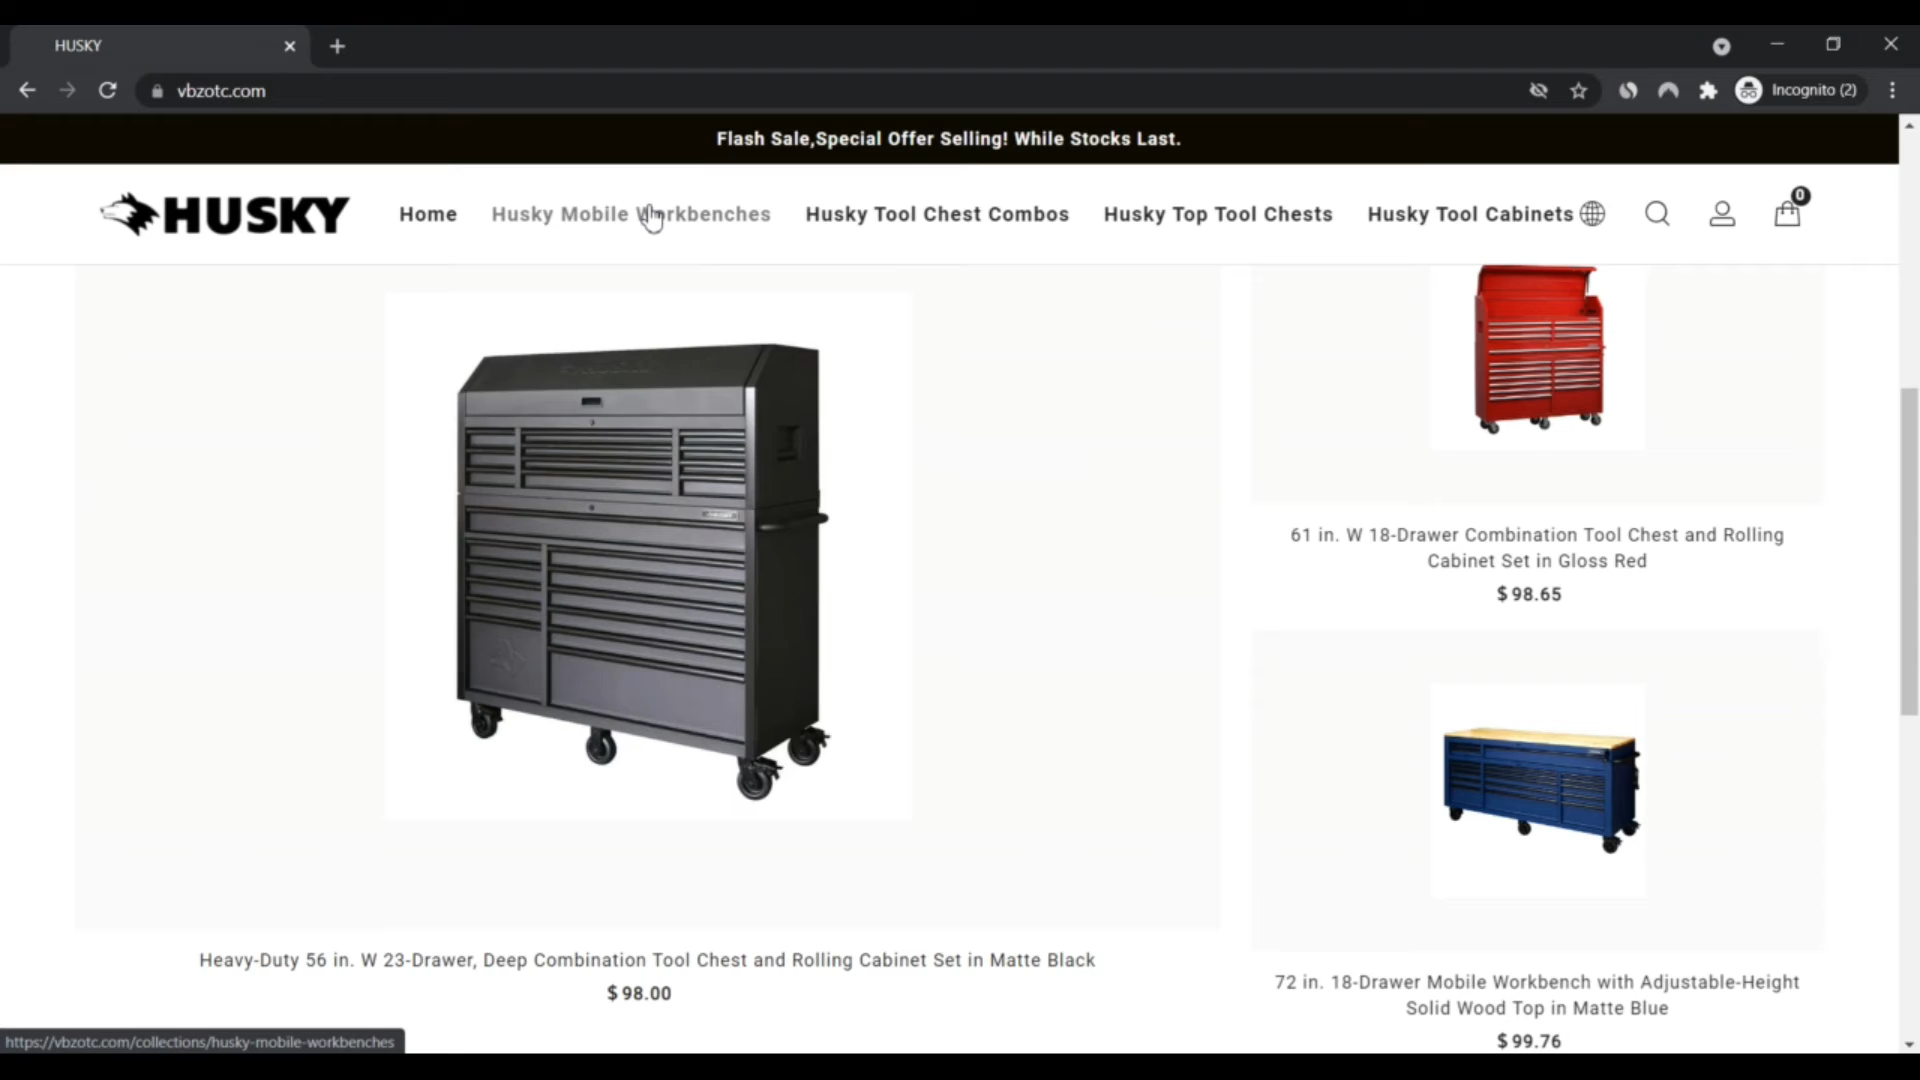 HUSKY
vbzotc.com
Incognito (2)
Flash Sale,Special Offer Selling! While Stocks Last.
HUSKY
Home
Husky Mobile Workbenches
Husky Tool Chest Combos
Husky Top Tool Chests
Husky Tool Cabinets
0
61 in. W 18-Drawer Combination Tool Chest and Rolling
Cabinet Set in Gloss Red
$ 98.65
Heavy-Duty 56 in. W 23-Drawer, Deep Combination Tool Chest and Rolling Cabinet Set in Matte Black
$ 98.00
72 in. 18-Drawer Mobile Workbench with Adjustable-Height
Solid Wood Top in Matte Blue
$ 99.76
https://vbzotc.com/collections/husky-mobile-workbenches